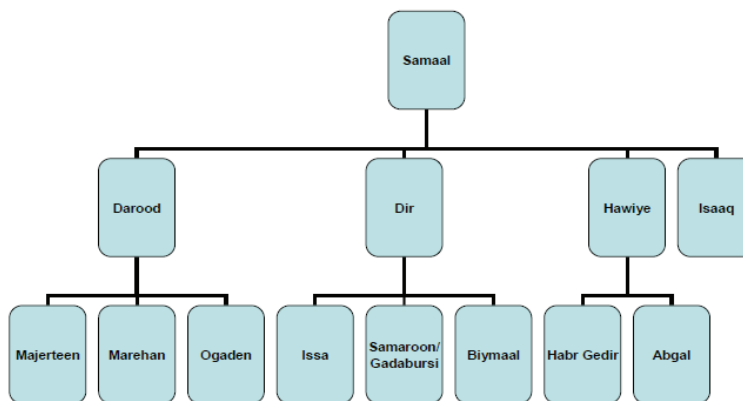 Samaal
Darood
Dir
Hawiye
Isaaq
Majerteen
Marehan
Ogaden
Issa
Samaroon/
Gadabursi
Biymaal
Habr Gedir
Abgal